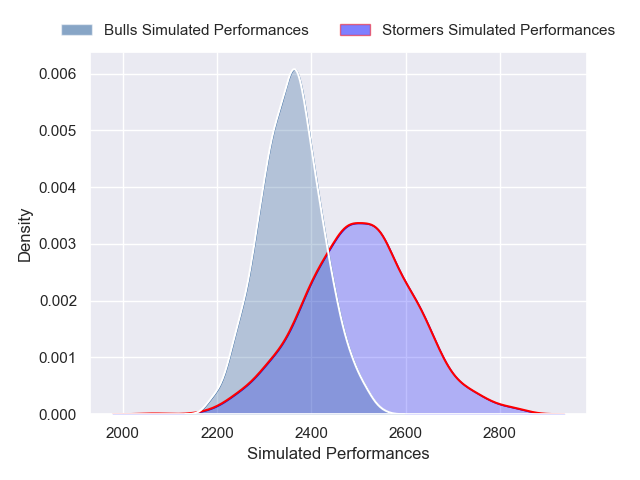 Bulls Simulated Performances
Stormers Simulated Performances
0.006
0.005
0.004
0.003
0.002
0.001
0.000
Density
2000 2200 2400 2600 2800
Simulated Performances